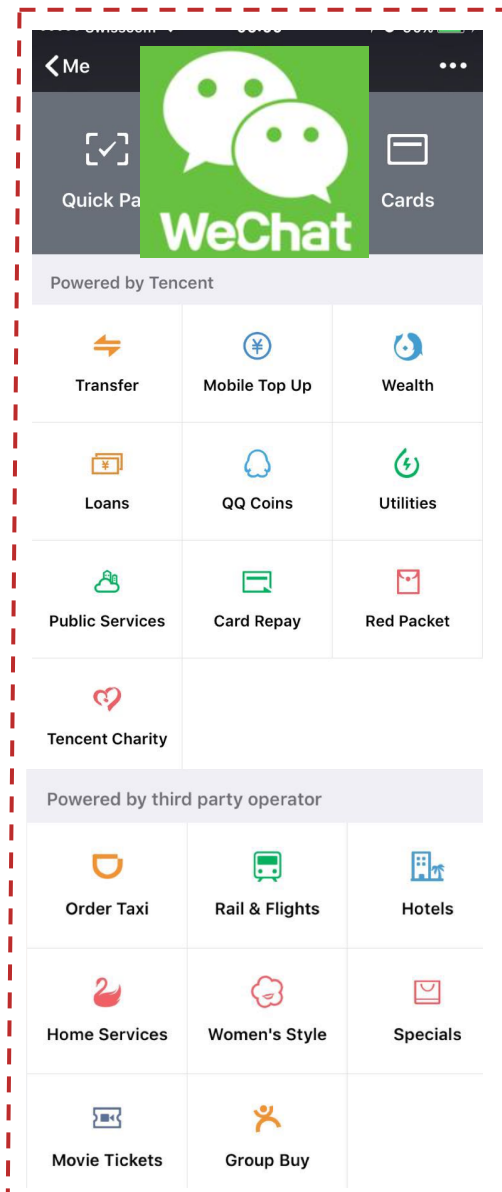 Me
Quick Pa
Cards
WeChat
Powered by Tencent
Transfer Mobile Top Up Wealth
Loans QQ Coins Utilities
Public Services Card Repay Red Packet
Tencent Charity
Powered by third party operator
Order Taxi Rail & Flights Hotels
Home Services Women's Style Specials
Movie Tickets Group Buy